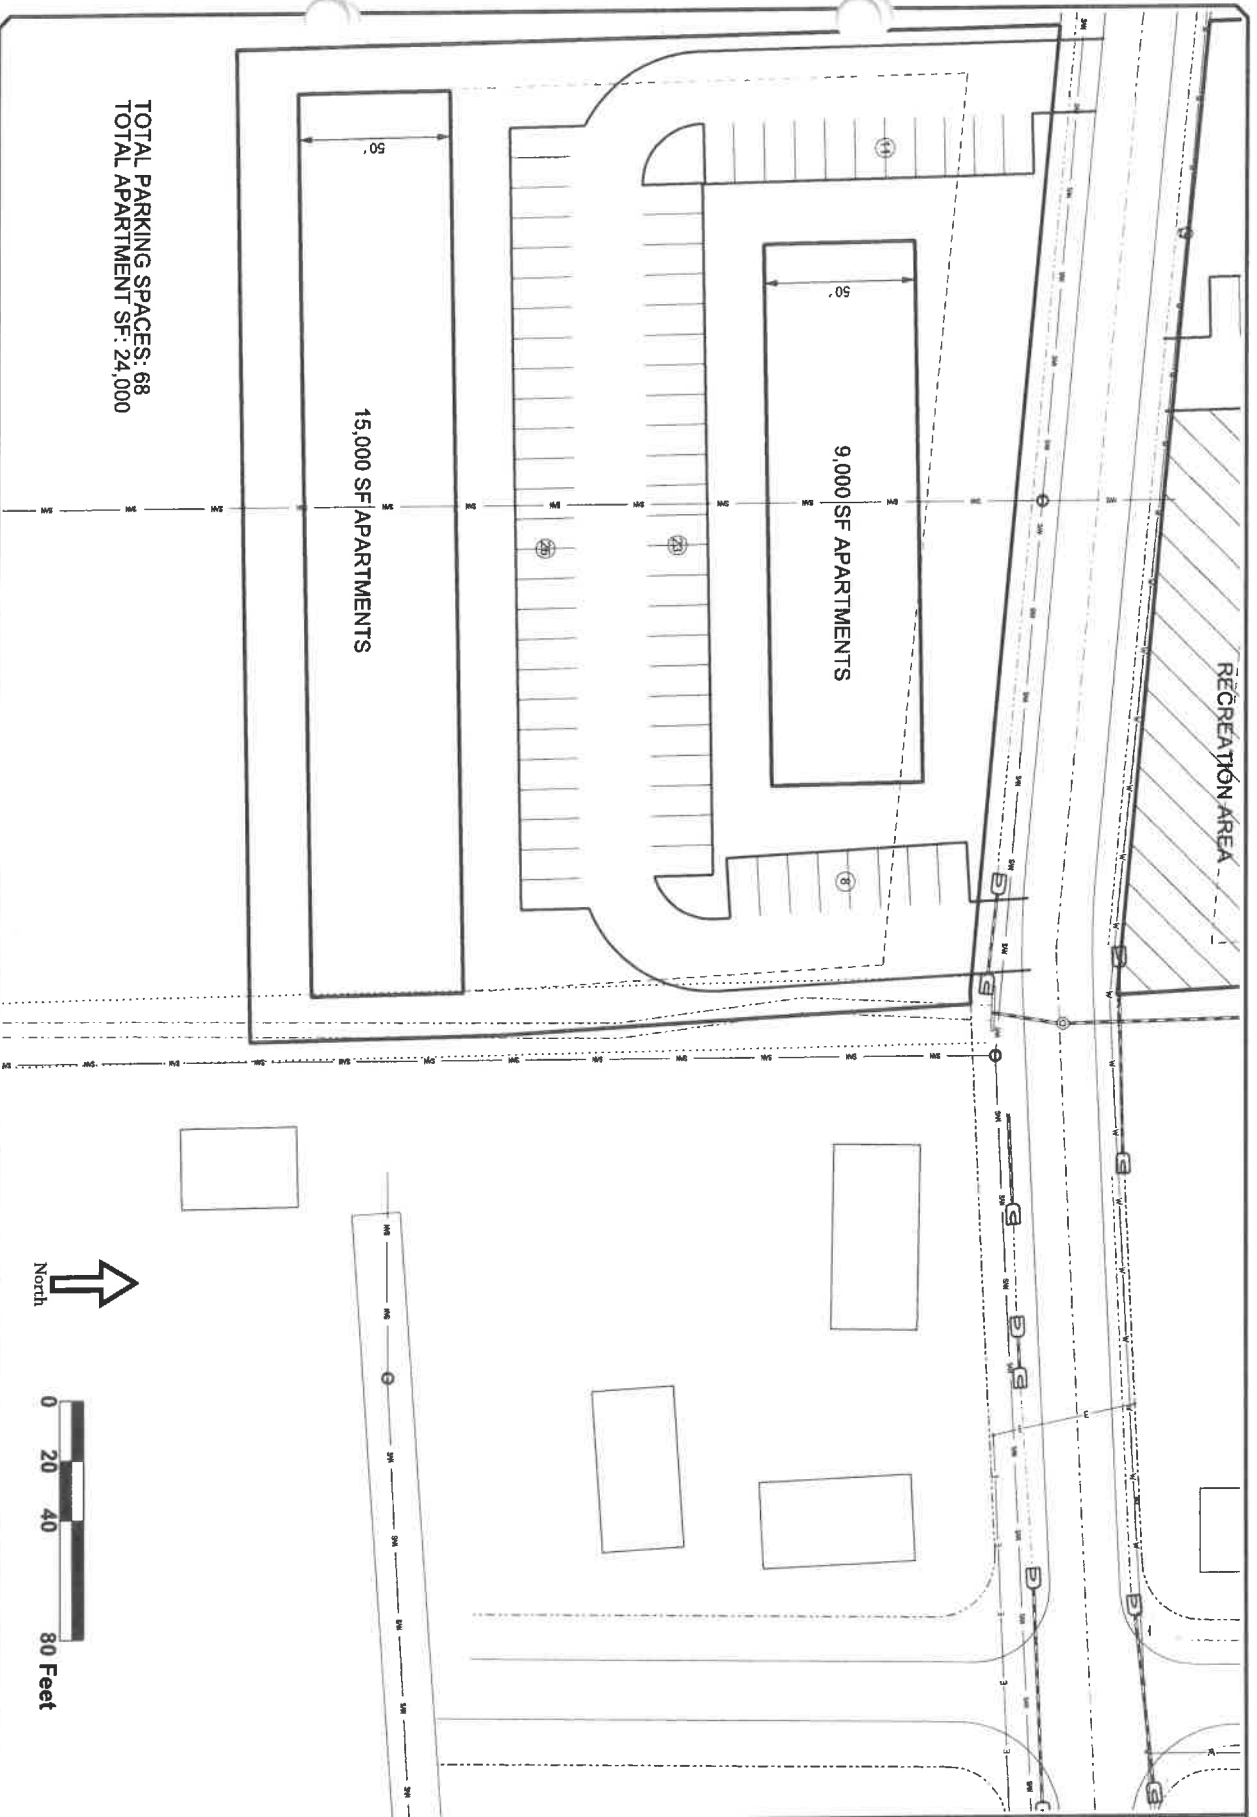 TOTAL PARKING SPACES: 68
TOTAL APARTMENT SF: 24,000
15,000 SF APARTMENTS
50'
26
23
9,000 SF APARTMENTS
50'
11
8
RECREATION AREA
North
0 20 40 80 Feet